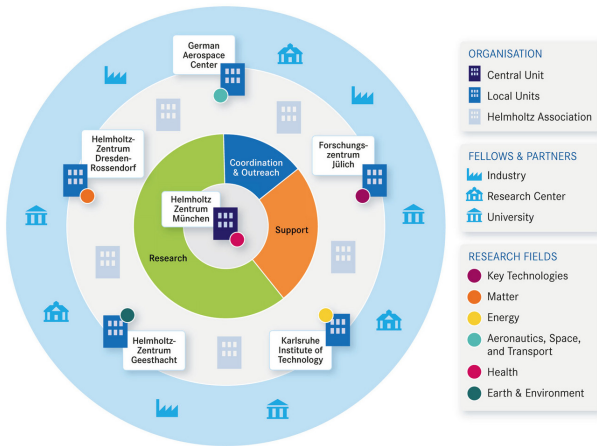 German
Aerospace
Center
Helmholtz-
Zentrum
Dresden-
Rossendorf
Forschungs-
zentrum
Jülich
Coordination
& Outreach
Helmholtz
Zentrum
München
Support
Research
Helmholtz-
Zentrum
Geesthacht
Karlsruhe
Institute of
Technology
ORGANISATION
Central Unit
Local Units
Helmholtz Association
FELLOWS & PARTNERS
Industry
Research Center
University
RESEARCH FIELDS
Key Technologies
Matter
Energy
Aeronautics, Space,
and Transport
Health
Earth & Environment